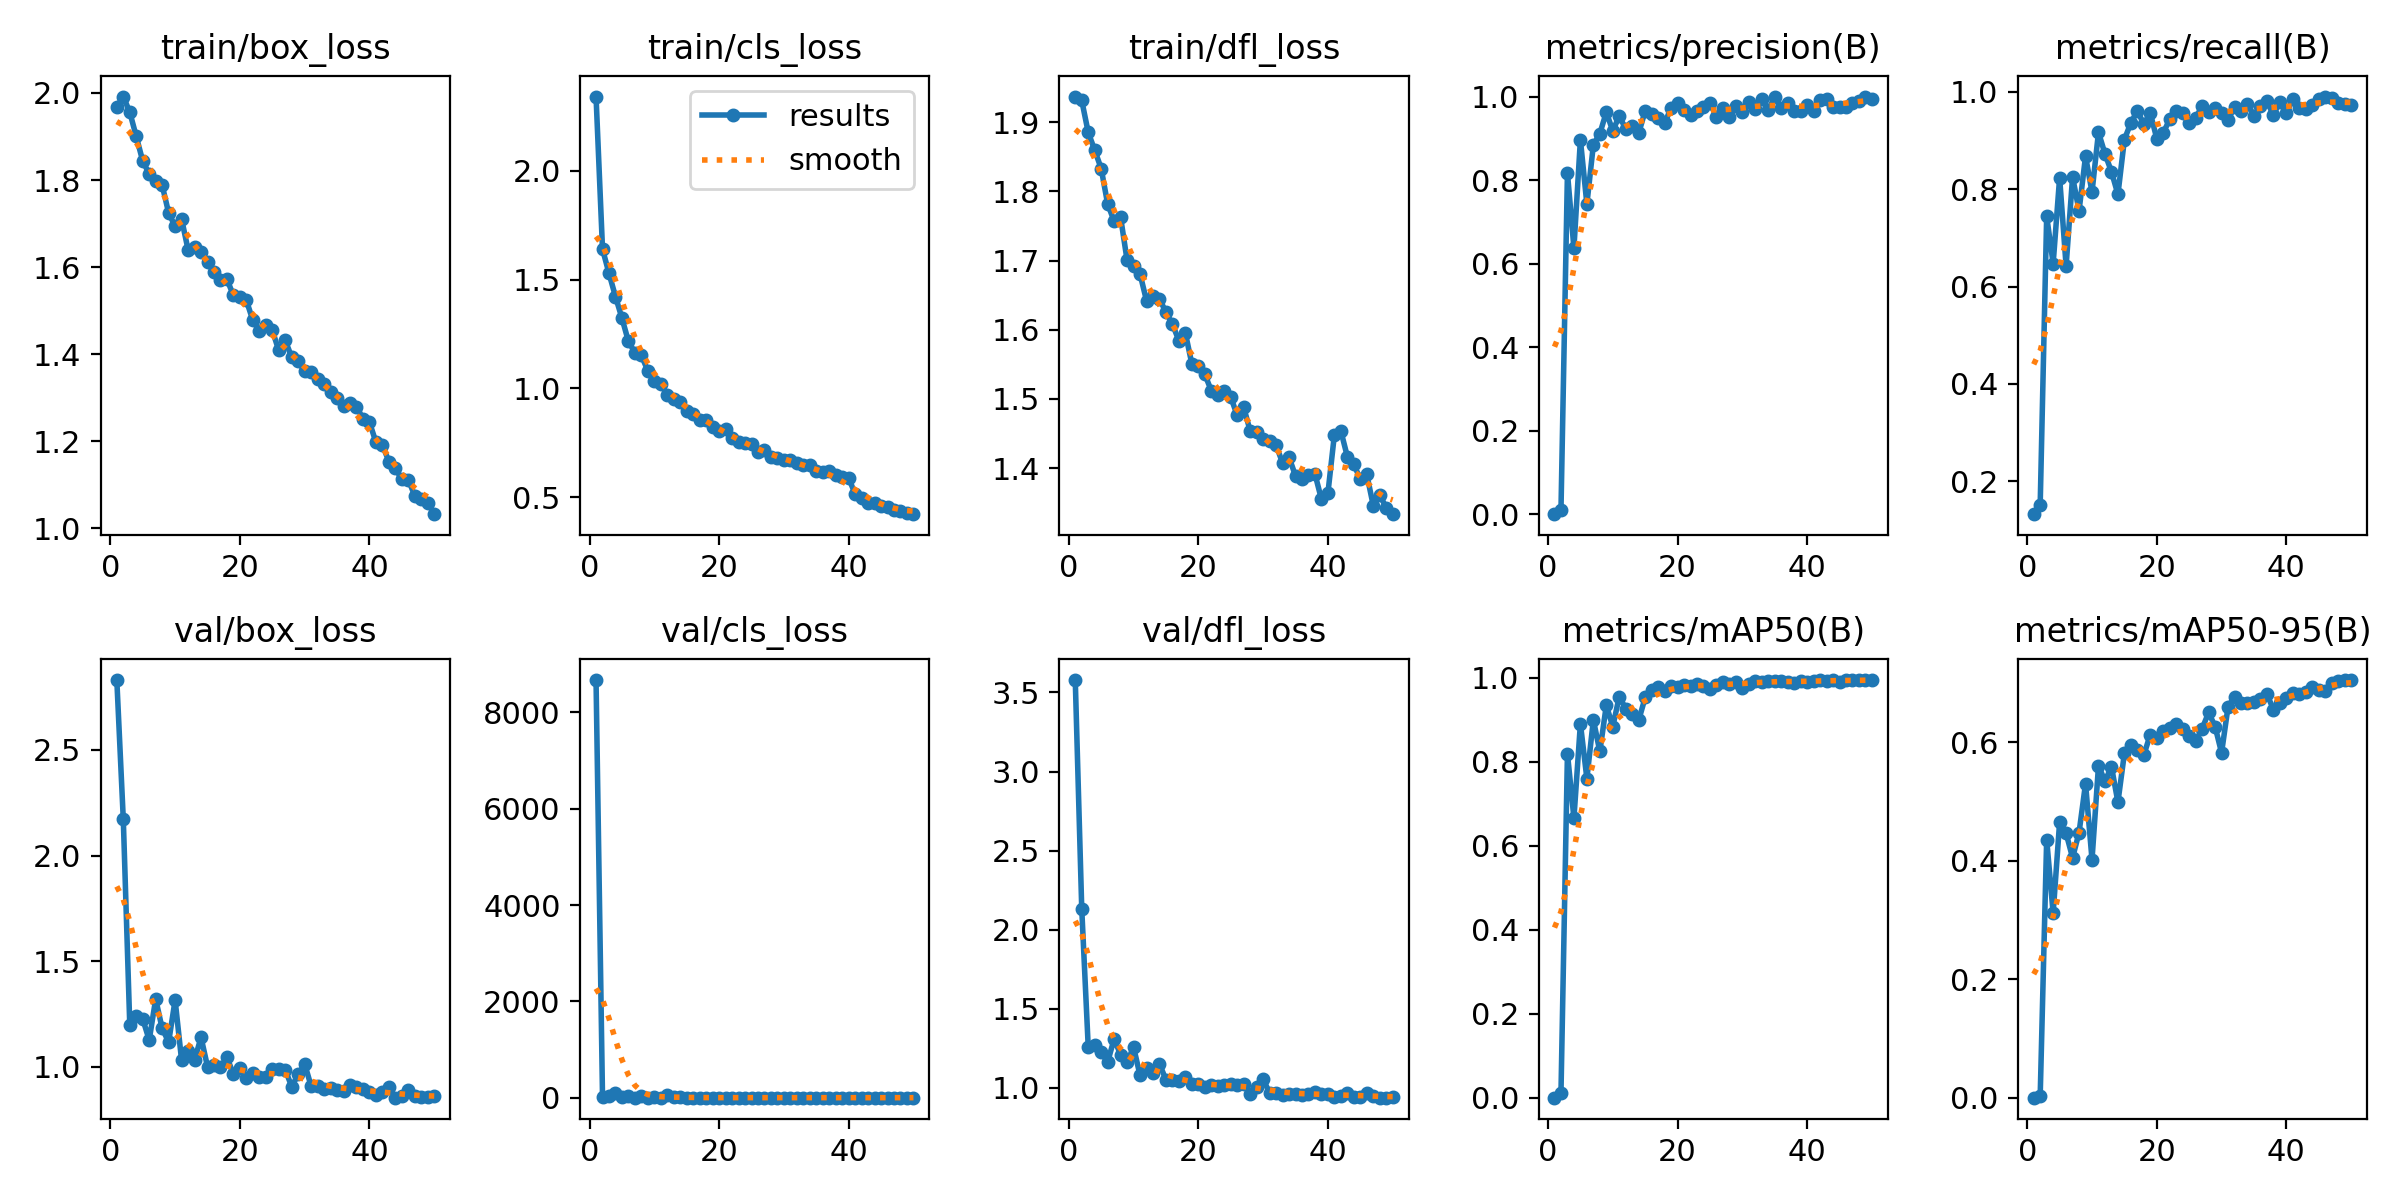 train/box_loss
2.0
1.8
1.6
1.4
1.2
1.0
0 20 40
train/cls_loss
results
smooth
2.0
1.5
1.0
0.5
0 20 40
train/dfl_loss
1.9
1.8
1.7
1.6
1.5
1.4
0 20 40
metrics/precision(B)
1.0
0.8
0.6
0.4
0.2
0.0
0 20 40
metrics/recall(B)
1.0
0.8
0.6
0.4
0.2
0 20 40
val/box_loss
2.5
2.0
1.5
1.0
0 20 40
val/cls_loss
8000
6000
4000
2000
0
0 20 40
val/dfl_loss
3.5
3.0
2.5
2.0
1.5
1.0
0 20 40
metrics/mAP50(B)
1.0
0.8
0.6
0.4
0.2
0.0
0 20 40
metrics/mAP50-95(B)
0.6
0.4
0.2
0.0
0 20 40